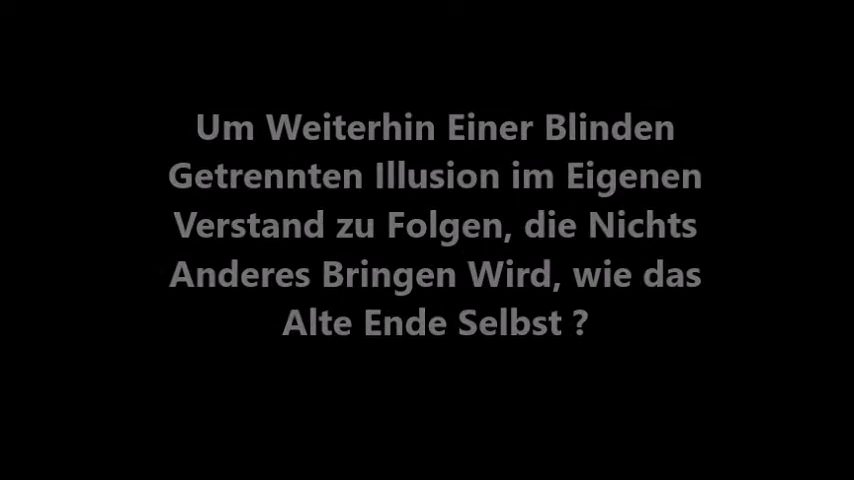 Um Weiterhin Einer Blinden
Getrennten Illusion im Eigenen
Verstand zu Folgen, die Nichts
Anderes Bringen Wird, wie das
Alte Ende Selbst ?